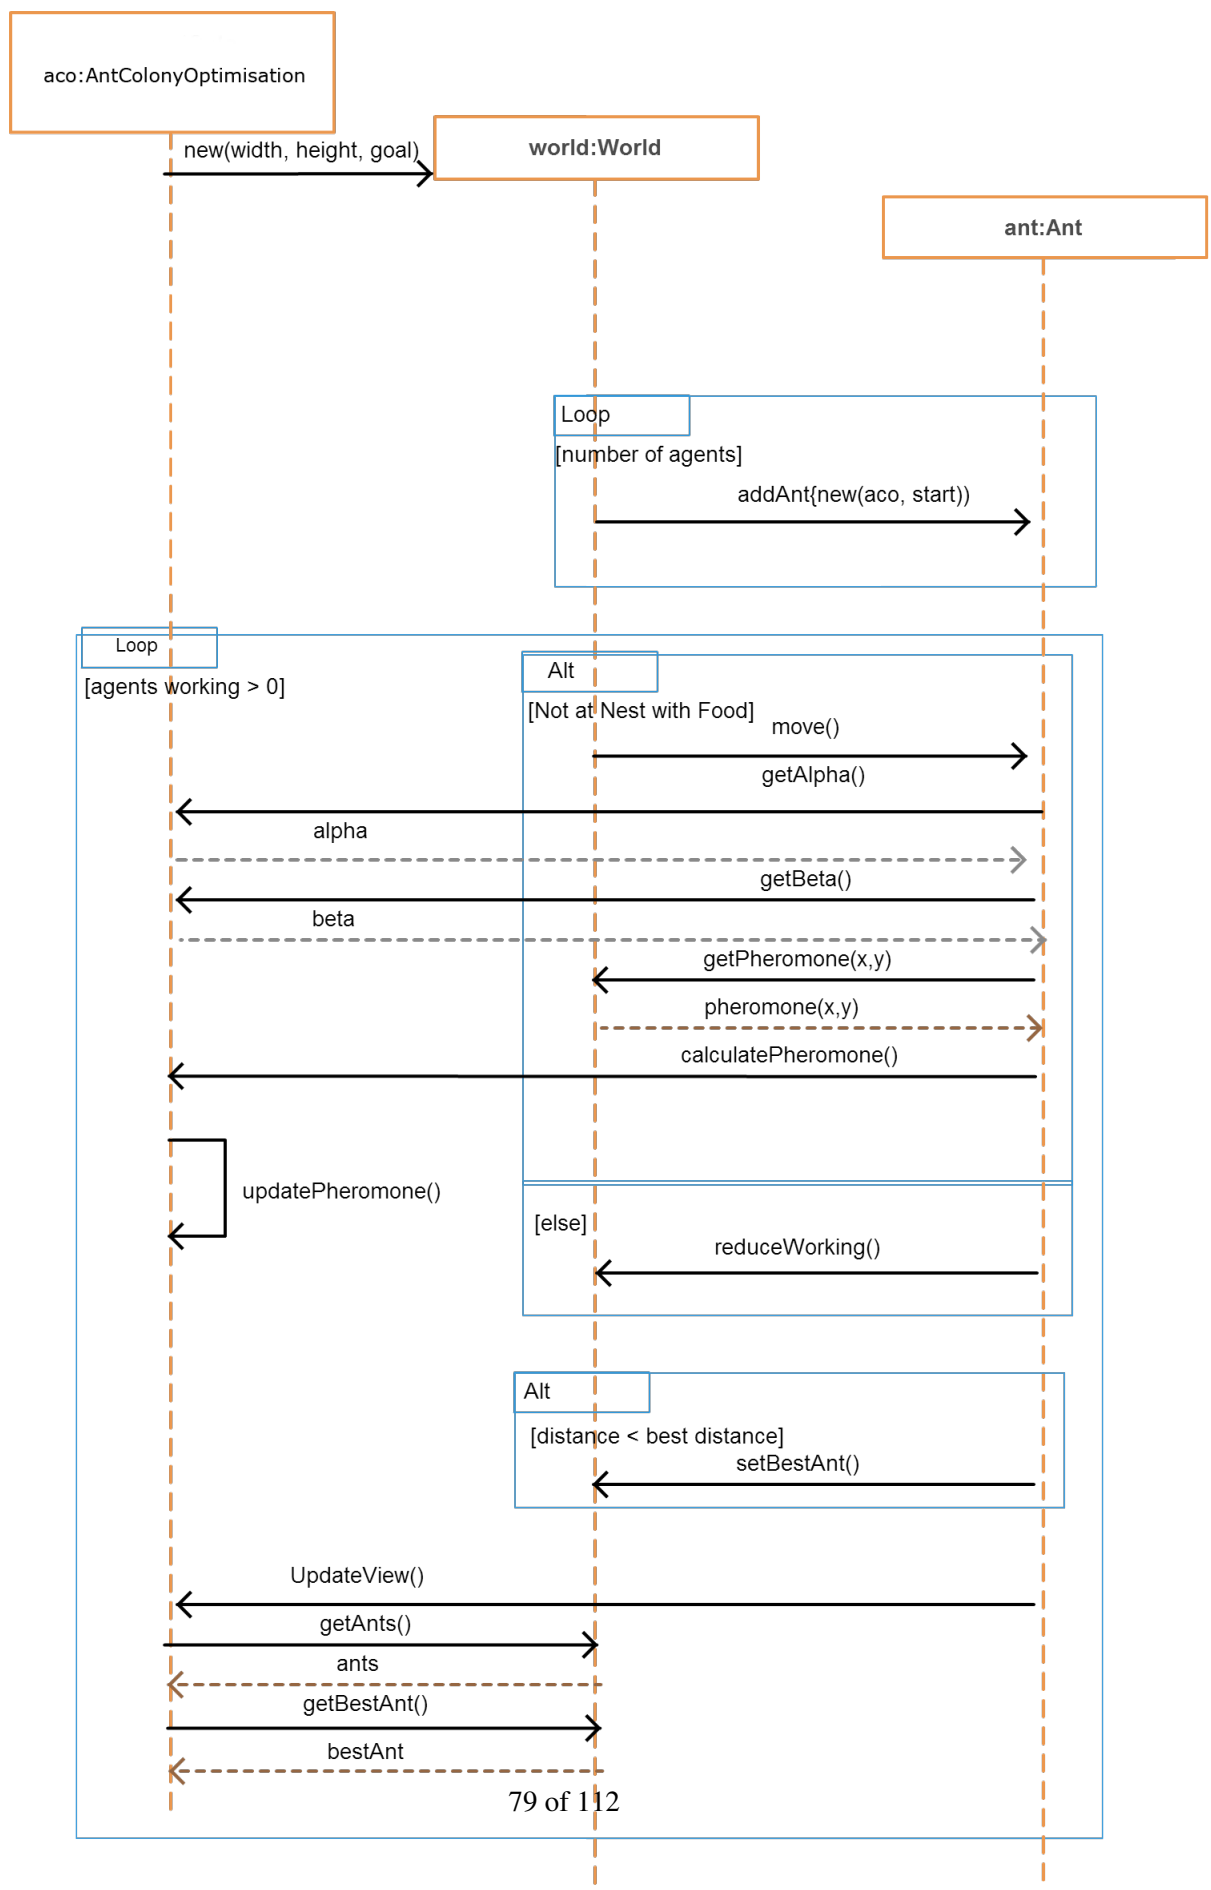 aco:AntColonyOptimisation
new(width, height, goal)
world:World
ant:Ant
Loop
[number of agents]
addAnt{new(aco, start))
Loop
[agents working > 0]
Alt
[Not at Nest with Food]
move()
getAlpha()
alpha
getBeta()
beta
getPheromone(x,y)
pheromone(x,y)
calculatePheromone()
updatePheromone()
[else]
reduceWorking()
Alt
[distance < best distance]
setBestAnt()
UpdateView()
getAnts()
ants
getBestAnt()
bestAnt
79 of 112